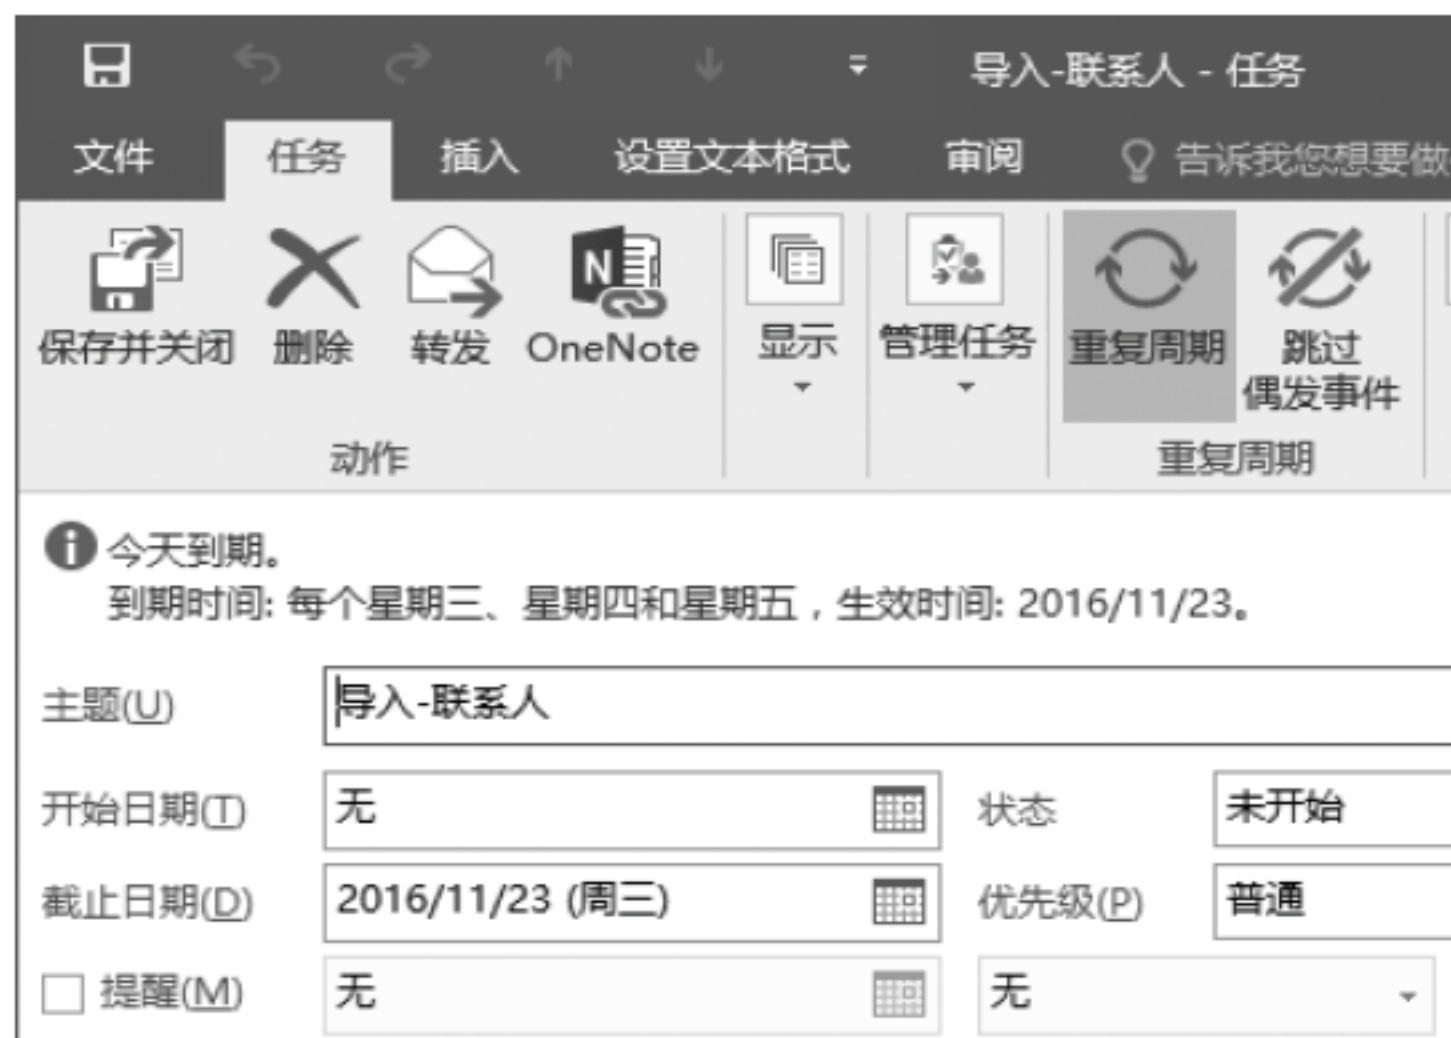 导入-联系人 - 任务
文件 任务 插入 设置文本格式 审阅 告诉我您想要做
保存并关闭 删除 转发 OneNote 显示 管理任务 重复周期 跳过
偶发事件
动作 重复周期
今天到期。
到期时间: 每个星期三、星期四和星期五，生效时间: 2016/11/23。
主题(U) 导入-联系人
开始日期(T) 无 状态 未开始
截止日期(D) 2016/11/23 (周三) 优先级(P) 普通
提醒(M) 无 无